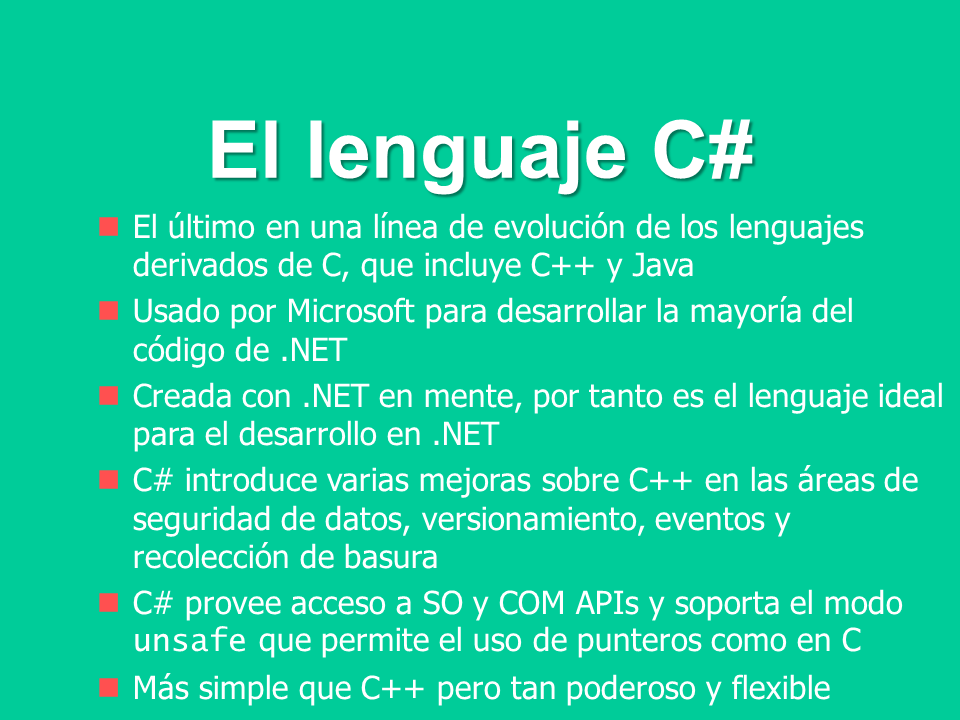 El lenguaje C#
El último en una línea de evolución de los lenguajes
derivados de C, que incluye C++ y Java
Usado por Microsoft para desarrollar la mayoría del
código de .NET
Creada con .NET en mente, por tanto es el lenguaje ideal
para el desarrollo en .NET
C# introduce varias mejoras sobre C++ en las áreas de
seguridad de datos, versionamiento, eventos y
recolección de basura
C# provee acceso a SO y COM APIs y soporta el modo
unsafe que permite el uso de punteros como en C
Más simple que C++ pero tan poderoso y flexible